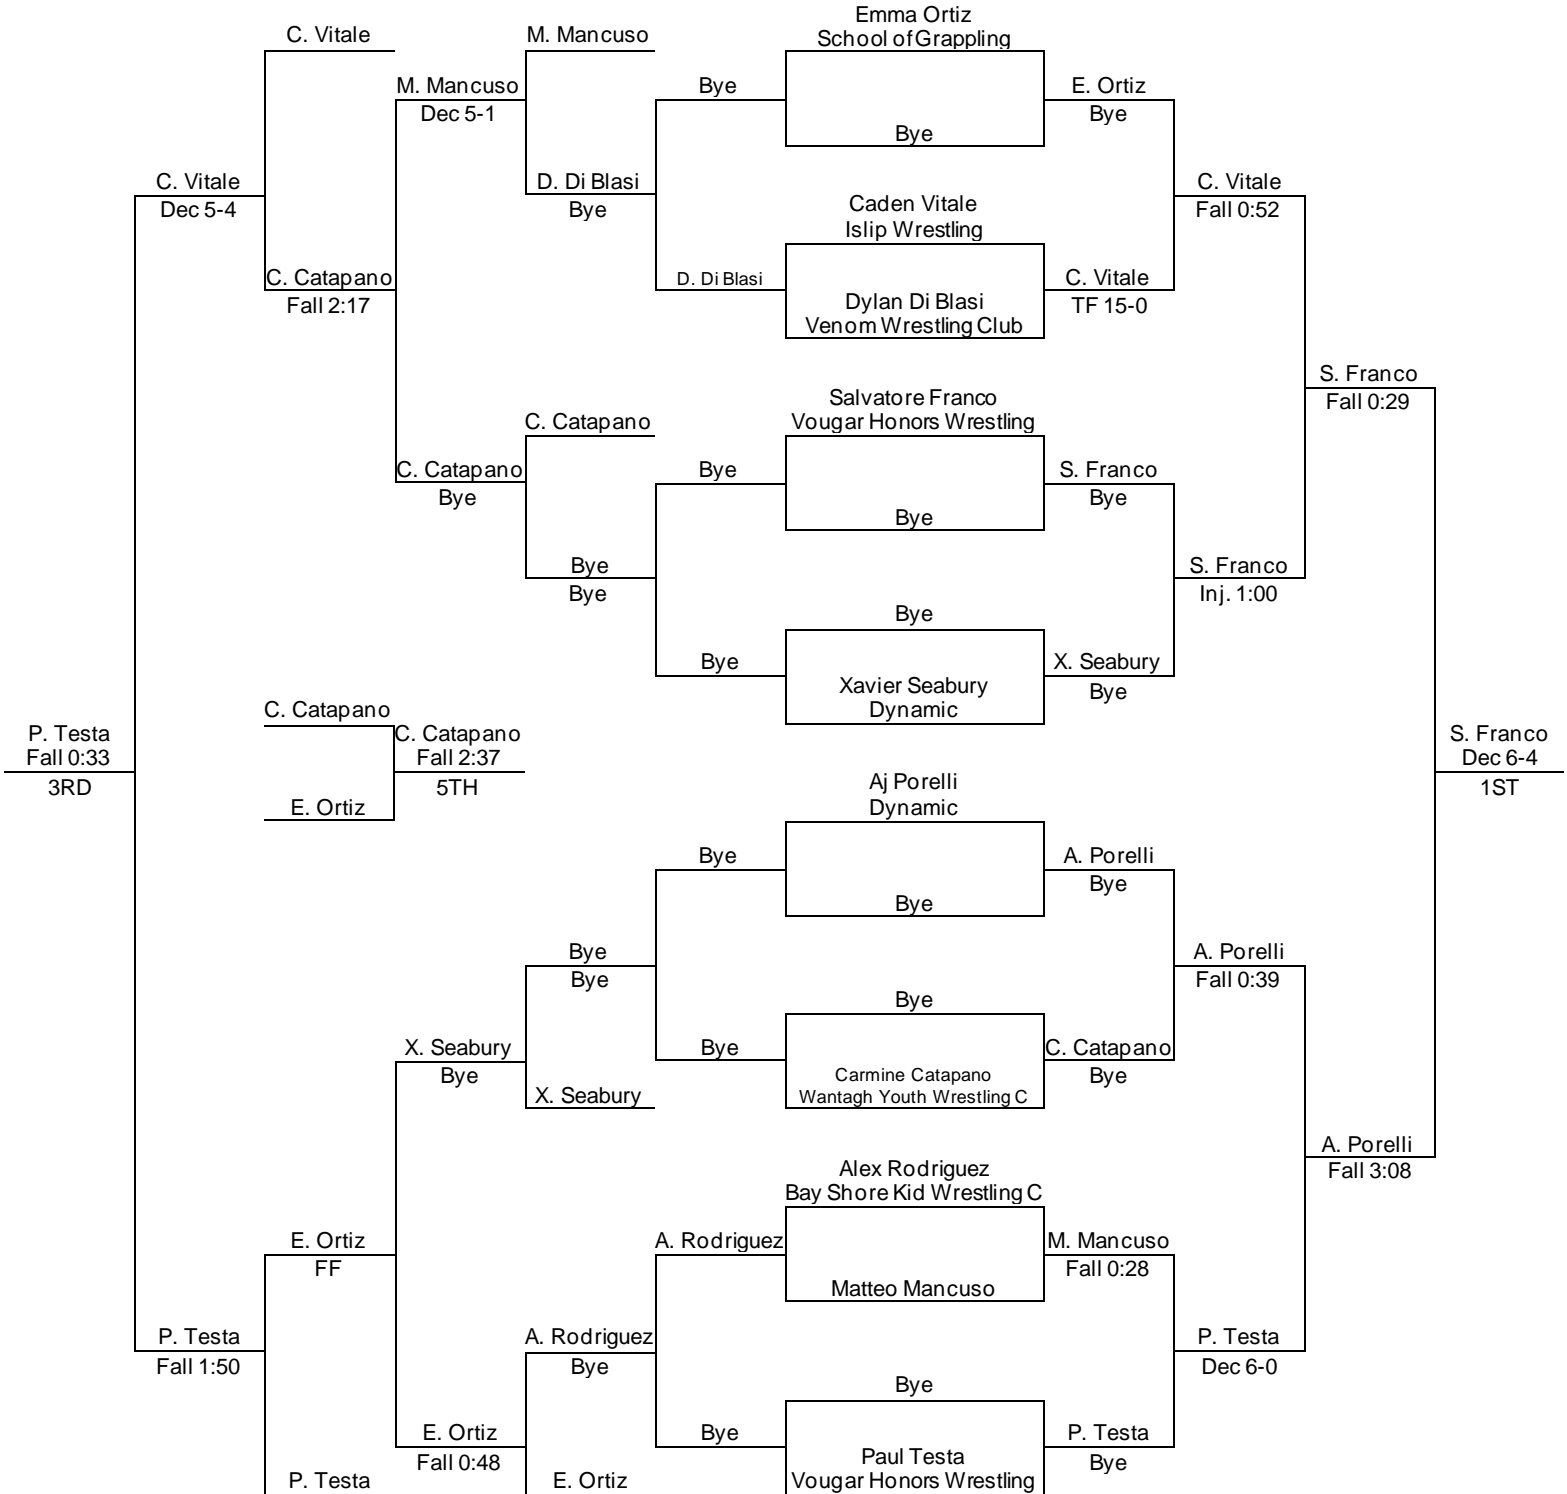 Emma Ortiz
School of Grappling
C. Vitale
M. Mancuso
M. Mancuso
Dec 5-1
Bye
E. Ortiz
Bye
Bye
C. Vitale
Dec 5-4
D. Di Blasi
Bye
C. Vitale
Fall 0:52
Caden Vitale
Islip Wrestling
C. Catapano
Fall 2:17
D. Di Blasi
C. Vitale
TF 15-0
Dylan Di Blasi
Venom Wrestling Club
S. Franco
Fall 0:29
Salvatore Franco
Vougar Honors Wrestling
C. Catapano
C. Catapano
Bye
Bye
S. Franco
Bye
Bye
Bye
Bye
S. Franco
Inj. 1:00
Bye
Bye
X. Seabury
Bye
Xavier Seabury
Dynamic
C. Catapano
P. Testa
Fall 0:33
3RD
C. Catapano
Fall 2:37
5TH
S. Franco
Dec 6-4
1ST
E. Ortiz
Aj Porelli
Dynamic
Bye
A. Porelli
Bye
Bye
Bye
Bye
A. Porelli
Fall 0:39
Bye
X. Seabury
Bye
Bye
C. Catapano
Bye
Carmine Catapano
Wantagh Youth Wrestling C
X. Seabury
A. Porelli
Fall 3:08
Alex Rodriguez
Bay Shore Kid Wrestling C
E. Ortiz
FF
A. Rodriguez
M. Mancuso
Fall 0:28
Matteo Mancuso
P. Testa
Fall 1:50
A. Rodriguez
Bye
P. Testa
Dec 6-0
Bye
E. Ortiz
Fall 0:48
Bye
P. Testa
Bye
Paul Testa
Vougar Honors Wrestling
P. Testa
E. Ortiz